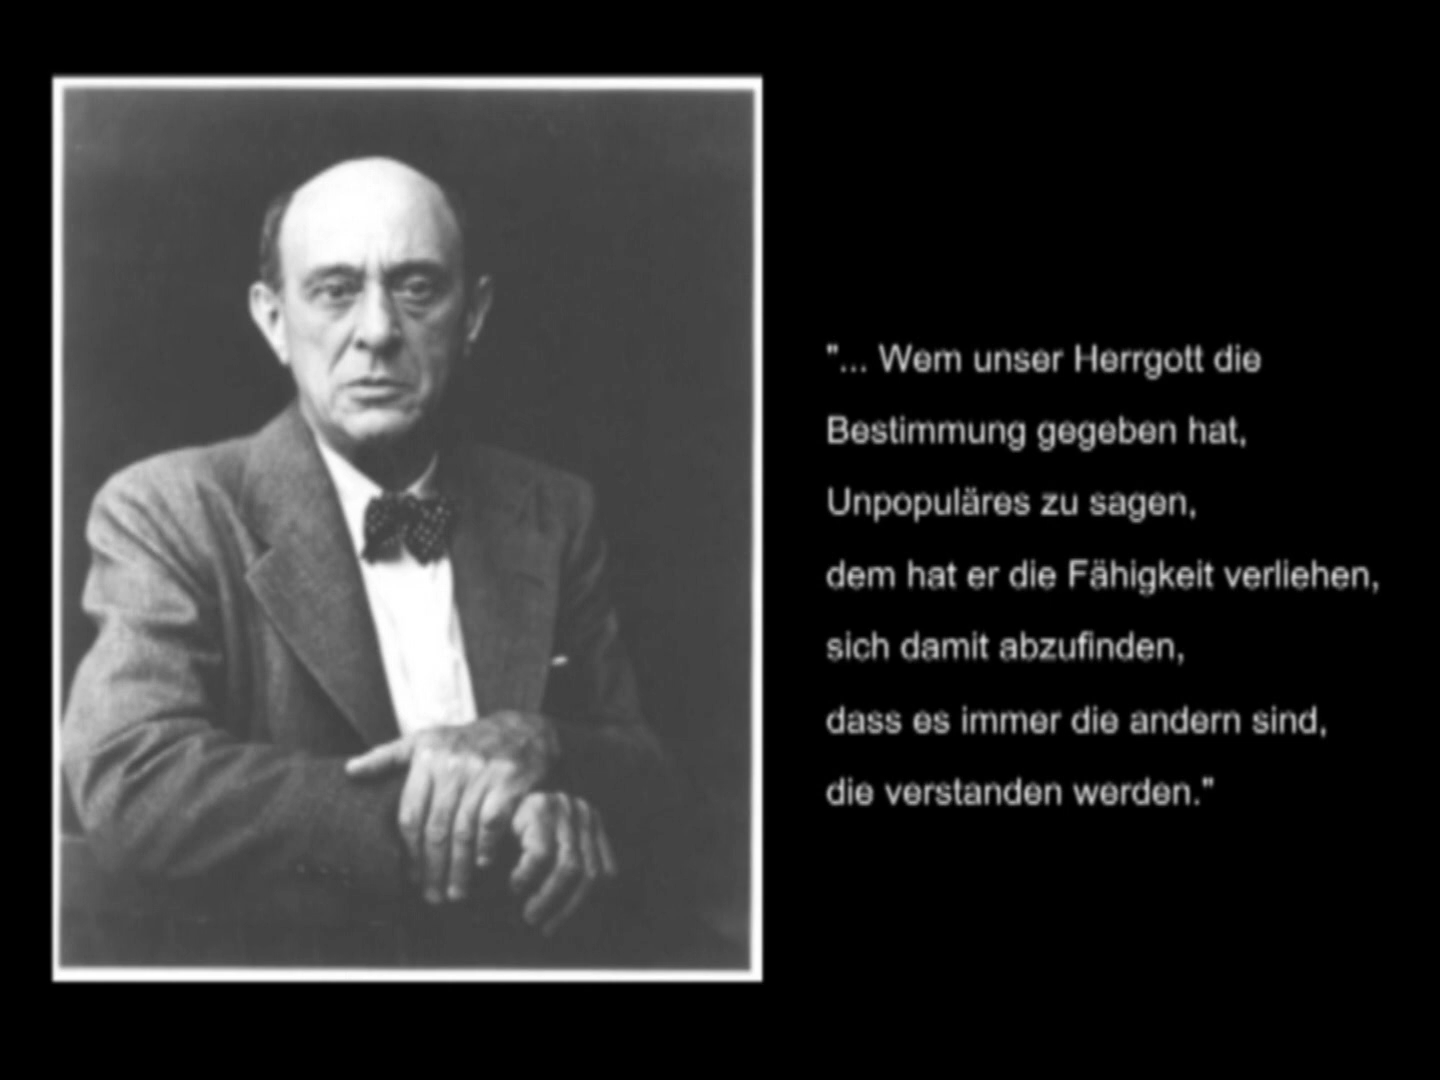 "... Wem unser Herrgott die
Bestimmung gegeben hat,
Unpopuläres zu sagen,
dem hat er die Fähigkeit verliehen,
sich damit abzufinden,
dass es immer die andern sind,
die verstanden werden."